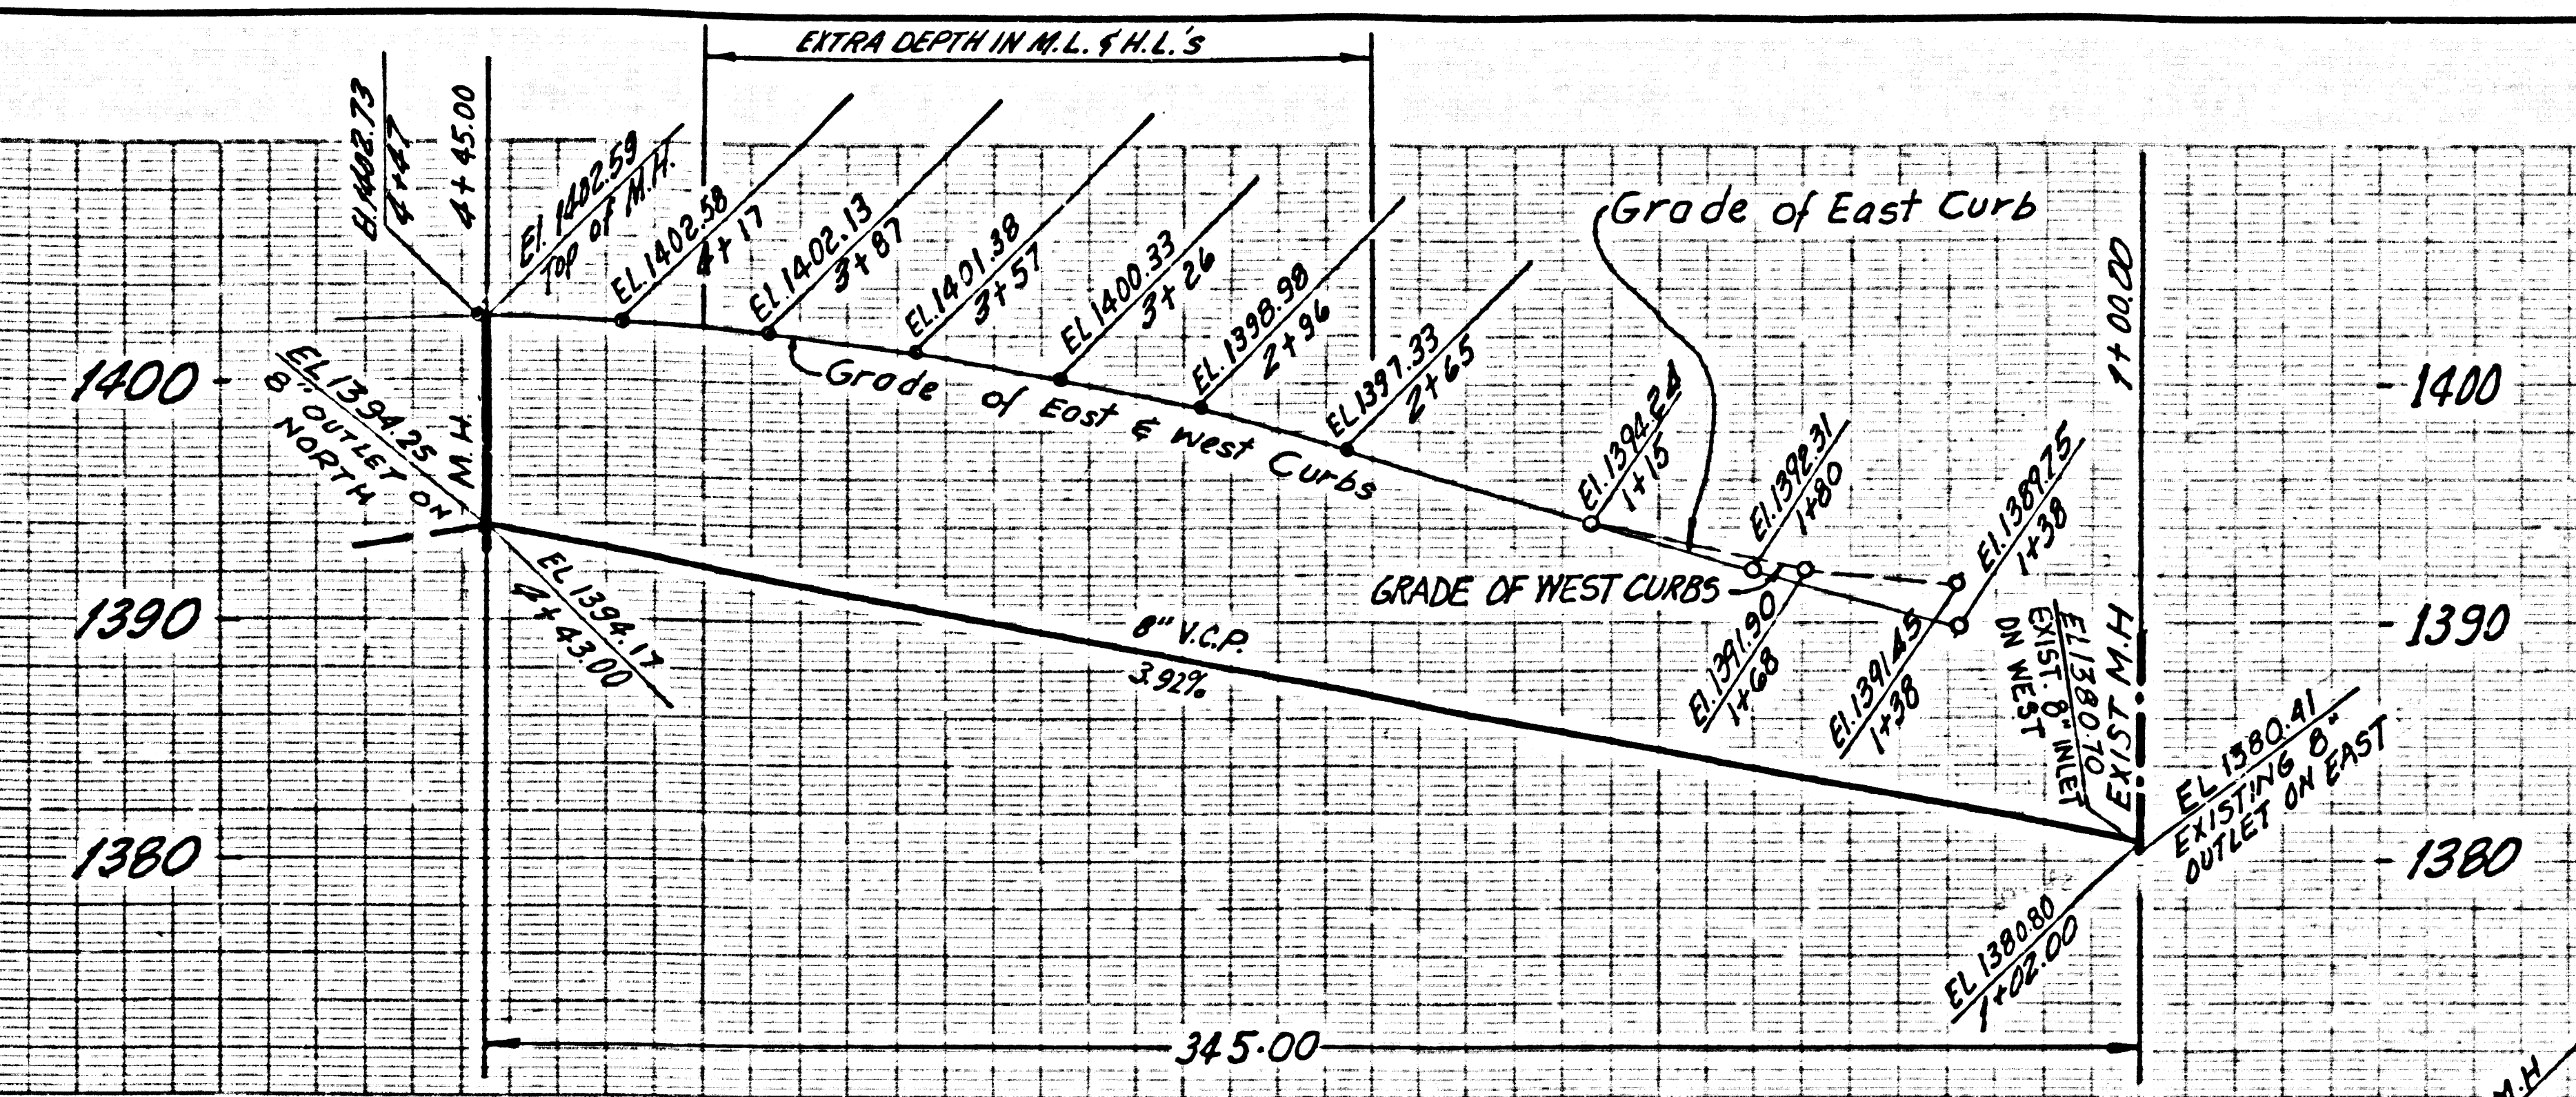 EXTRA DEPTH IN M.L. & H.L.'S
El. 1402.73
4+47
4+45.00
El. 1402.59
TOP OF M.H.
EL. 1402.58
4+17
El. 1402.13
3+87
EL. 1401.38
3+57
EL 1400.33
3+26
EL. 1398.98
2+96
EL 1397.33
2+65
Grade of East Curb
El. 1394.24
1+15
El. 1392.31
1+80
El. 1389.75
1+38
1+00.20
1400
1400
Grade of East & West Curbs
EL 1394.25
8" OUTLET ON
NORTH
M.H.
GRADE OF WEST CURBS
1390
1390
EL 1394.17
4+43.00
8" V.C.P.
3.92%
El. 1391.90
1+68
El. 1391.45
1+38
El 1380.70
EXIST. 8" INLET
ON WEST
EXIST M.H
EL 1380.41
EXISTING 8"
OUTLET ON EAST
1380
1380
EL 1380.80
1+02.00
345.00
M.H